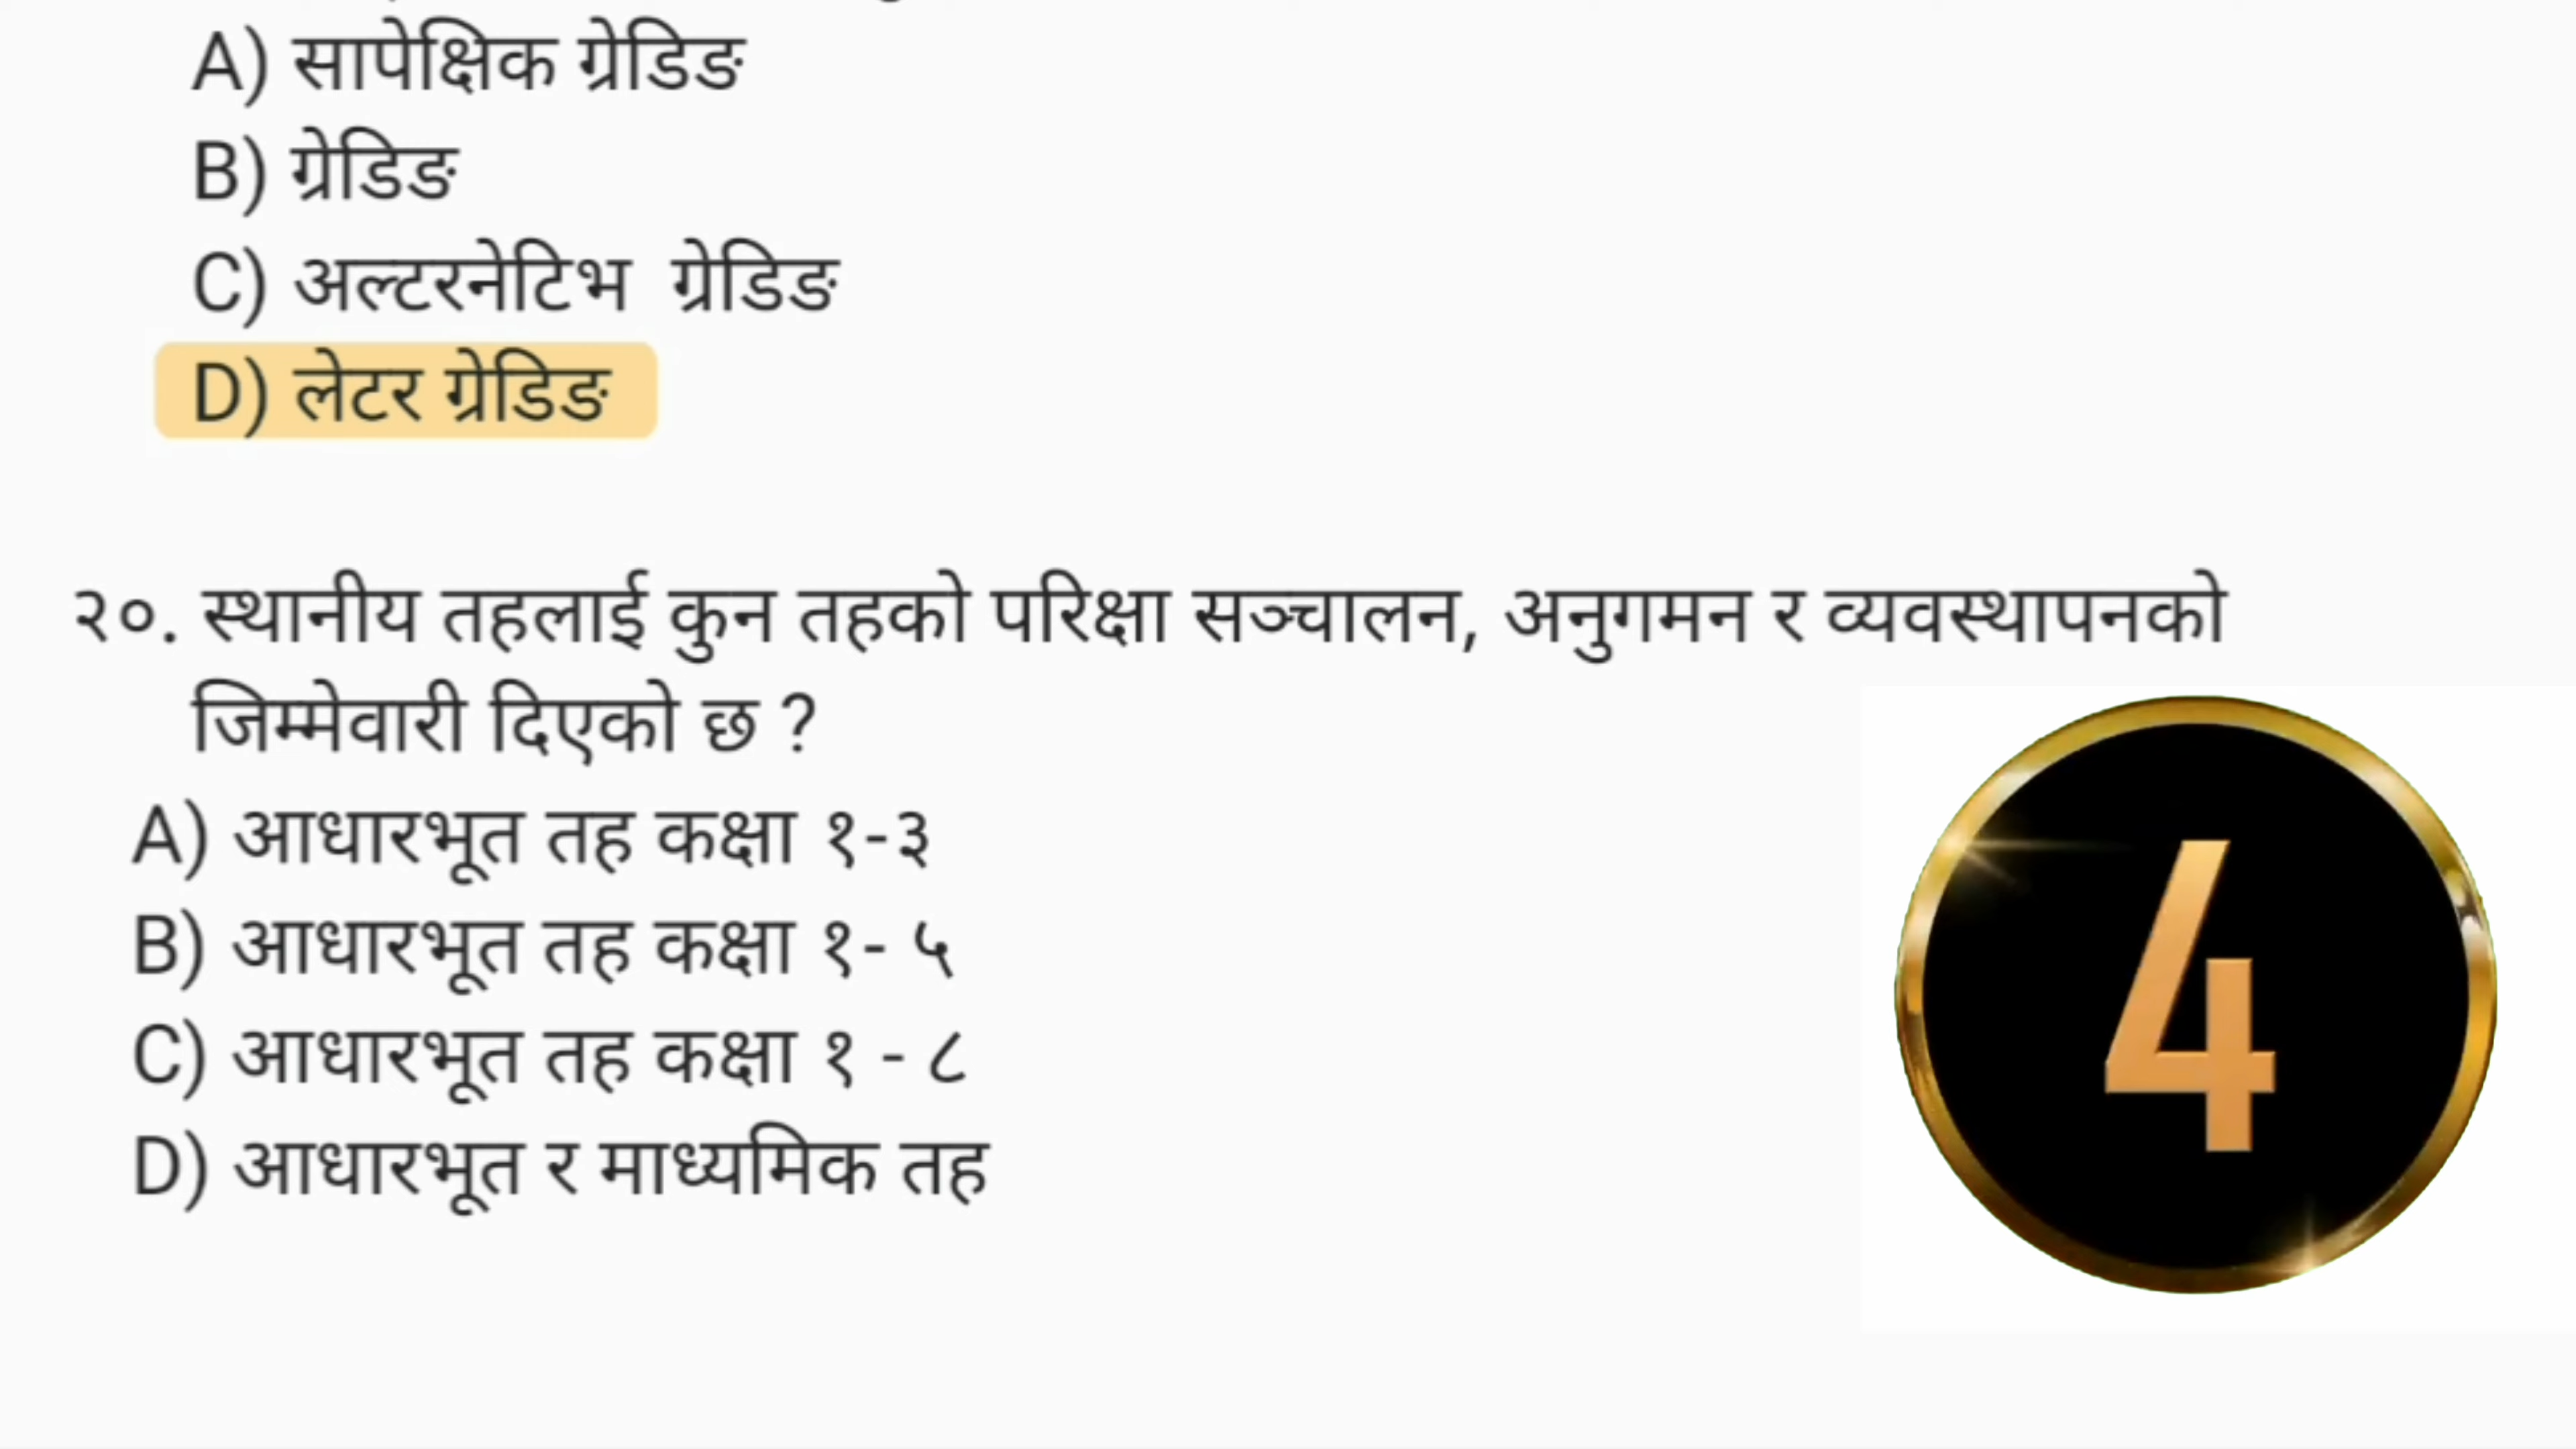 A) सापेक्षिक ग्रेडिङ
B) ग्रेडिङ
C) अल्टरनेटिभ ग्रेडिङ
D) लेटर ग्रेडिङ
२०. स्थानीय तहलाई कुन तहको परिक्षा सञ्चालन, अनुगमन र व्यवस्थापनको
जिम्मेवारी दिएको छ ?
A) आधारभूत तह कक्षा १-३
B) आधारभूत तह कक्षा १- ५
C) आधारभूत तह कक्षा १ - ८
D) आधारभूत र माध्यमिक तह
4